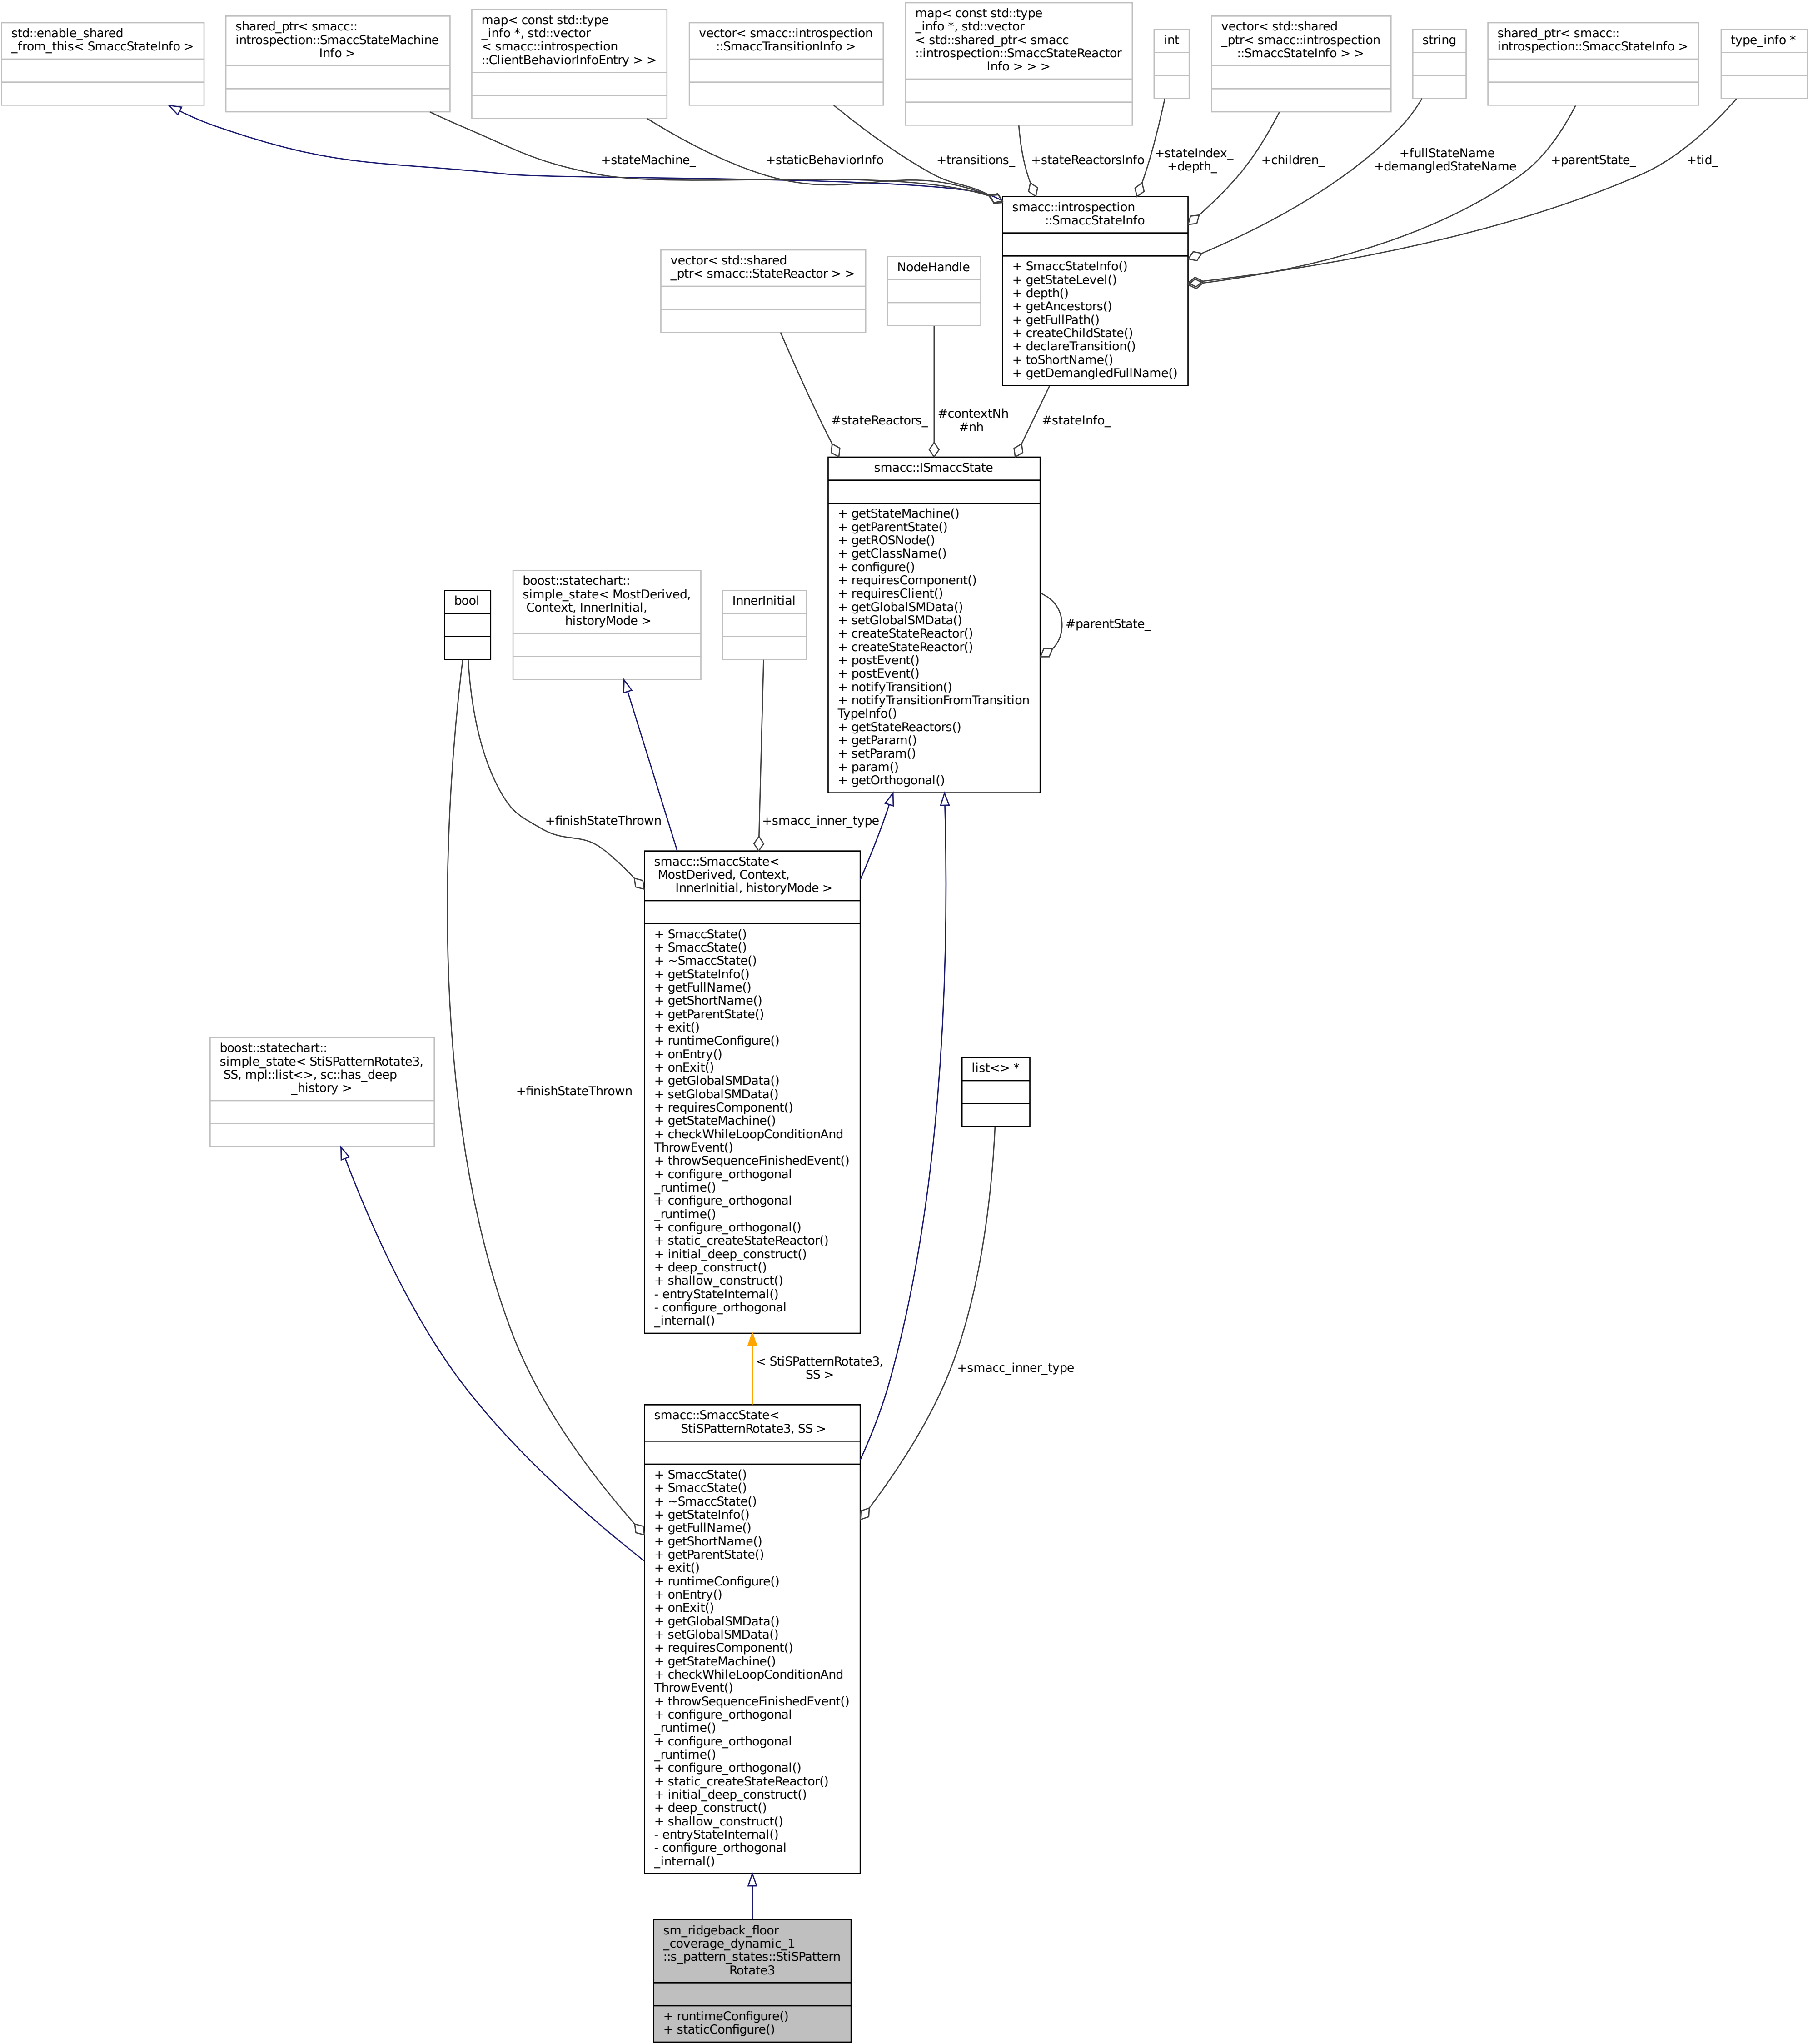 std::enable_shared
_from_this< SmaccStateInfo >
shared_ptr< smacc::
introspection::SmaccStateMachine
Info >
map< const std::type
_info *, std::vector
< smacc::introspection
::ClientBehaviorInfoEntry > >
vector< smacc::introspection
::SmaccTransitionInfo >
map< const std::type
_info *, std::vector
< std::shared_ptr< smacc
::introspection::SmaccStateReactor
Info > > >
int
vector< std::shared
_ptr< smacc::introspection
::SmaccStateInfo > >
string
shared_ptr< smacc::
introspection::SmaccStateInfo >
type_info *
+stateMachine_
+staticBehaviorInfo
+transitions_
+stateReactorsInfo
+stateIndex_
+depth_
+children_
+fullStateName
+demangledStateName
+parentState_
+tid_
smacc::introspection
::SmaccStateInfo
+ SmaccStateInfo()
+ getStateLevel()
+ depth()
+ getAncestors()
+ getFullPath()
+ createChildState()
+ declareTransition()
+ toShortName()
+ getDemangledFullName()
vector< std::shared
_ptr< smacc::StateReactor > >
NodeHandle
#stateReactors_
#contextNh
#nh
#stateInfo_
smacc::ISmaccState
+ getStateMachine()
+ getParentState()
+ getROSNode()
+ getClassName()
+ configure()
+ requiresComponent()
+ requiresClient()
+ getGlobalSMData()
+ setGlobalSMData()
+ createStateReactor()
+ createStateReactor()
+ postEvent()
+ postEvent()
+ notifyTransition()
+ notifyTransitionFromTransition
TypeInfo()
+ getStateReactors()
+ getParam()
+ setParam()
+ param()
+ getOrthogonal()
#parentState_
bool
boost::statechart::
simple_state< MostDerived,
Context, InnerInitial,
historyMode >
InnerInitial
+finishStateThrown
+smacc_inner_type
smacc::SmaccState<
MostDerived, Context,
InnerInitial, historyMode >
+ SmaccState()
+ SmaccState()
+ ~SmaccState()
+ getStateInfo()
+ getFullName()
+ getShortName()
+ getParentState()
+ exit()
+ runtimeConfigure()
+ onEntry()
+ onExit()
+ getGlobalSMData()
+ setGlobalSMData()
+ requiresComponent()
+ getStateMachine()
+ checkWhileLoopConditionAnd
ThrowEvent()
+ throwSequenceFinishedEvent()
+ configure_orthogonal
_runtime()
+ configure_orthogonal
_runtime()
+ configure_orthogonal()
+ static_createStateReactor()
+ initial_deep_construct()
+ deep_construct()
+ shallow_construct()
- entryStateInternal()
- configure_orthogonal
_internal()
boost::statechart::
simple_state< StiSPatternRotate3,
SS, mpl::list<>, sc::has_deep
_history >
+finishStateThrown
list<> *
< StiSPatternRotate3,
SS >
+smacc_inner_type
smacc::SmaccState<
StiSPatternRotate3, SS >
+ SmaccState()
+ SmaccState()
+ ~SmaccState()
+ getStateInfo()
+ getFullName()
+ getShortName()
+ getParentState()
+ exit()
+ runtimeConfigure()
+ onEntry()
+ onExit()
+ getGlobalSMData()
+ setGlobalSMData()
+ requiresComponent()
+ getStateMachine()
+ checkWhileLoopConditionAnd
ThrowEvent()
+ throwSequenceFinishedEvent()
+ configure_orthogonal
_runtime()
+ configure_orthogonal
_runtime()
+ configure_orthogonal()
+ static_createStateReactor()
+ initial_deep_construct()
+ deep_construct()
+ shallow_construct()
- entryStateInternal()
- configure_orthogonal
_internal()
sm_ridgeback_floor
_coverage_dynamic_1
::s_pattern_states::StiSPattern
Rotate3
+ runtimeConfigure()
+ staticConfigure()